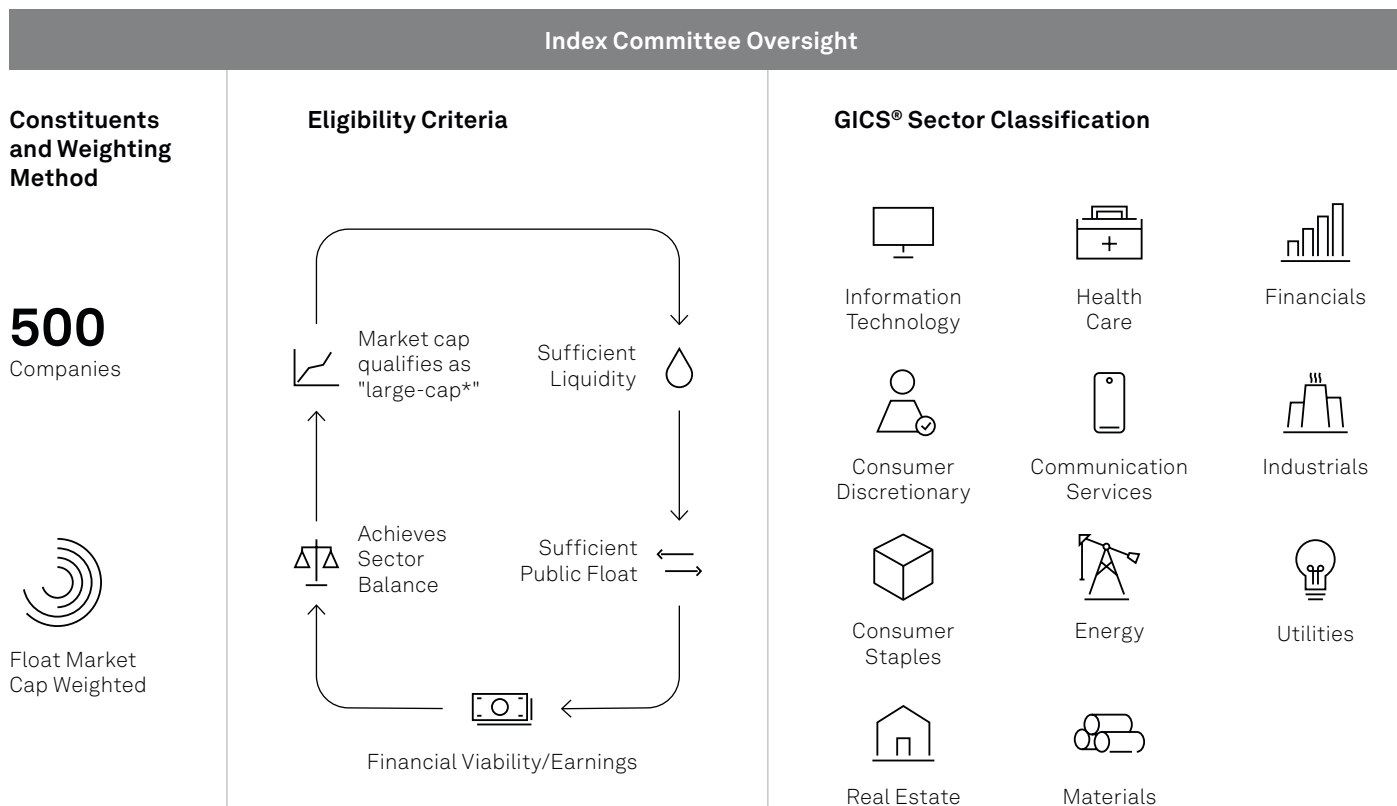 Index Committee Oversight
Constituents
and Weighting
Method
500
Companies
Float Market
Cap Weighted
Eligibility Criteria
Market cap
qualifies as
"large-cap*"
Sufficient
Liquidity
Achieves
Sector
Balance
Sufficient
Public Float
Financial Viability/Earnings
GICS® Sector Classification
Information
Technology
Health
Care
Financials
Consumer
Discretionary
Communication
Services
Industrials
Consumer
Staples
Energy
Utilities
Real Estate
Materials